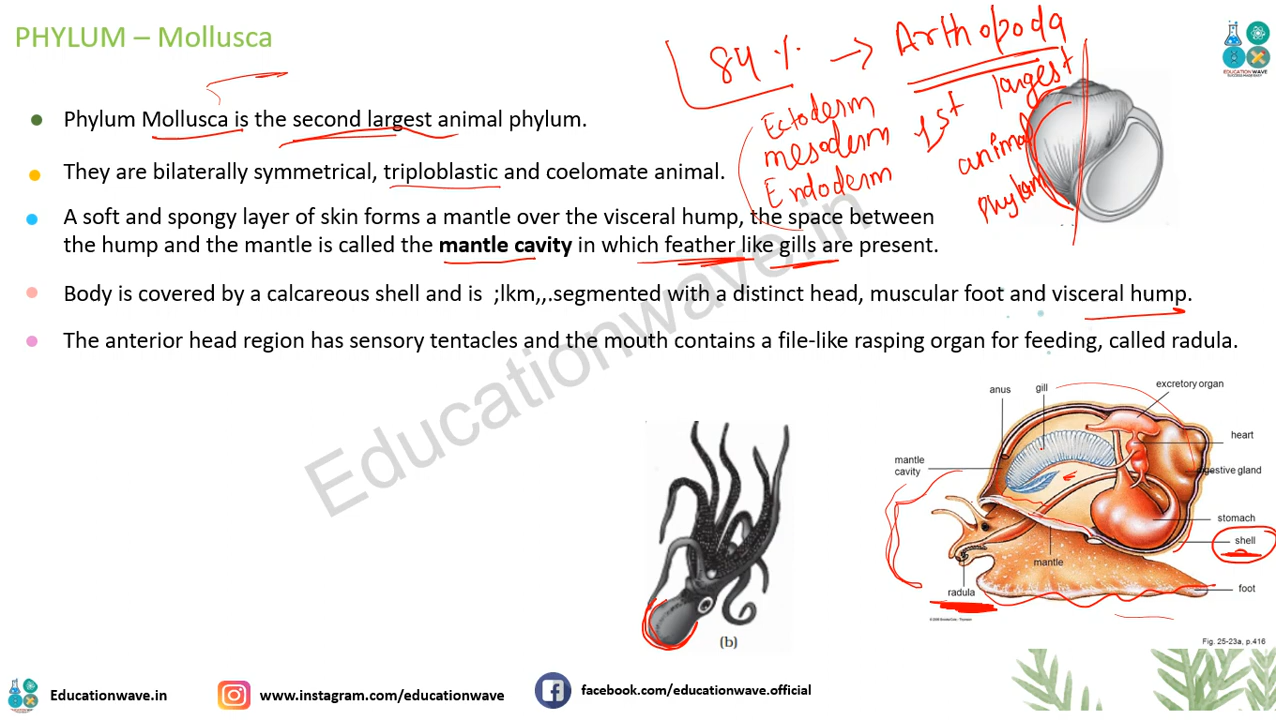 PHYLUM – Mollusca
84 % → Arthopoda
1st largest
animal
phylum
EDUCATION WAVE
Phylum Mollusca is the second largest animal phylum.
Ectoderm
mesoderm
Endoderm
They are bilaterally symmetrical, triploblastic and coelomate animal.
A soft and spongy layer of skin forms a mantle over the visceral hump, the space between
the hump and the mantle is called the mantle cavity in which feather like gills are present.
Body is covered by a calcareous shell and is ;lkm,,.segmented with a distinct head, muscular foot and visceral hump.
The anterior head region has sensory tentacles and the mouth contains a file-like rasping organ for feeding, called radula.
Educationwave.in
anus
gill
excretory organ
heart
mantle
cavity
digestive gland
stomach
shell
mantle
radula
foot
(b)
Fig. 25-23a, p.416
Educationwave.in
www.instagram.com/educationwave
facebook.com/educationwave.official